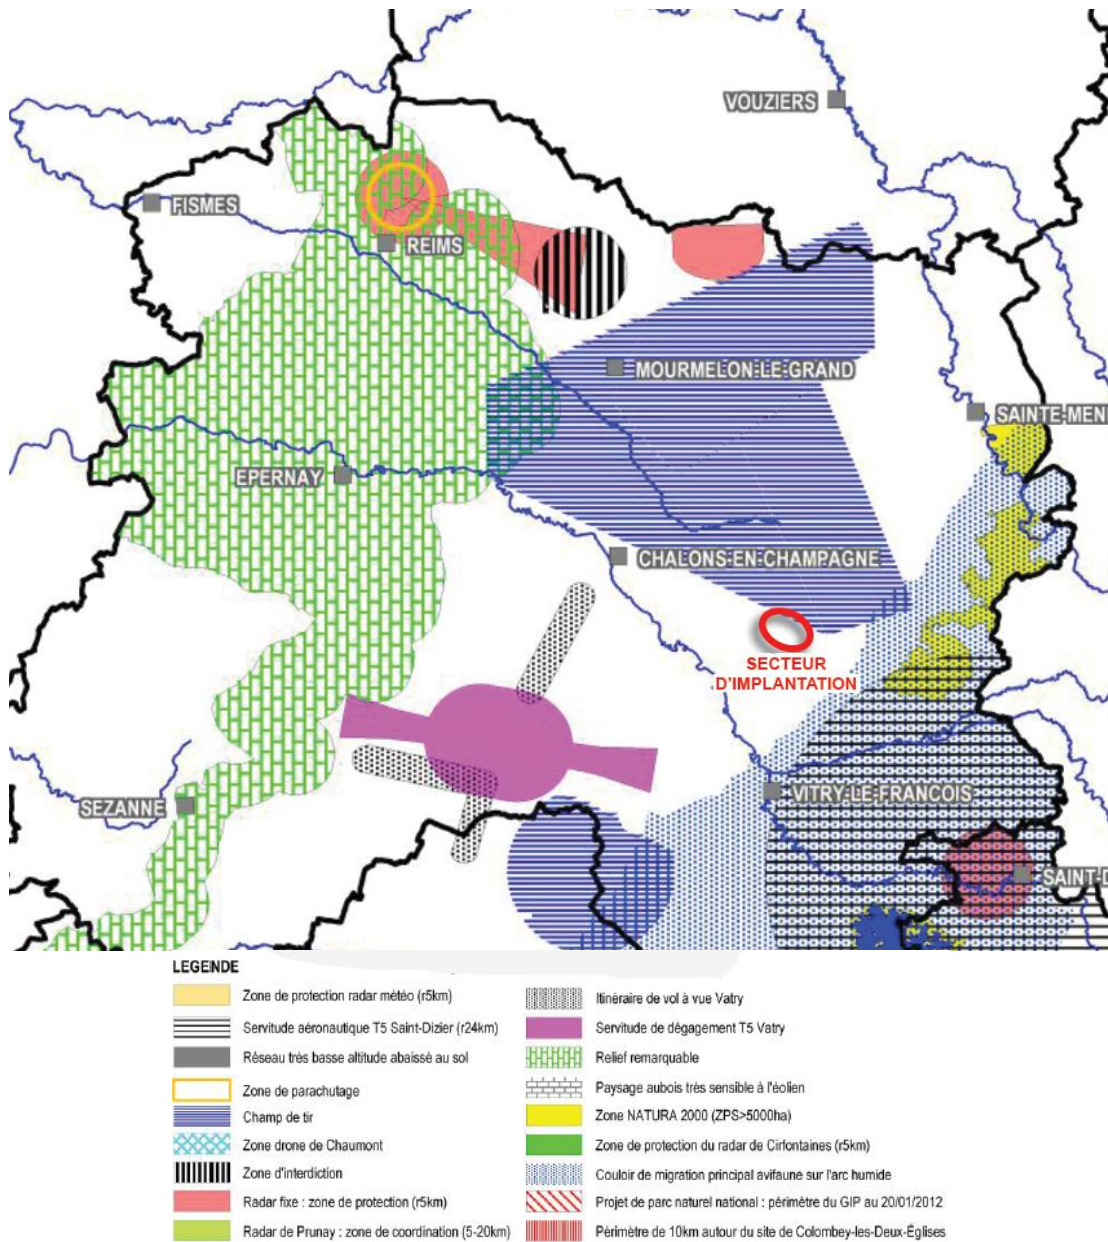 VOUZIERS
FISMES
REIMS
MOURMELON-LE-GRAND
SAINTE-MEN
EPERNAY
CHALONS-EN-CHAMPAGNE
SECTEUR
D'IMPLANTATION
VITRY-LE-FRANCOIS
SEZANNE
SAINT-D
LEGENDE
Zone de protection radar météo (r5km)
Servitude aéronautique T5 Saint-Dizier (r24km)
Réseau très basse altitude abaissé au sol
Zone de parachutage
Champ de tir
Zone drone de Chaumont
Zone d'interdiction
Radar fixe : zone de protection (r5km)
Radar de Prunay : zone de coordination (5-20km)
Itinéraire de vol à vue Vatry
Servitude de dégagement T5 Vatry
Relief remarquable
Paysage aubois très sensible à l'éolien
Zone NATURA 2000 (ZPS>5000ha)
Zone de protection du radar de Cirfontaines (r5km)
Couloir de migration principal avifaune sur l'arc humide
Projet de parc naturel national : périmètre du GIP au 20/01/2012
Périmètre de 10km autour du site de Colombey-les-Deux-Églises